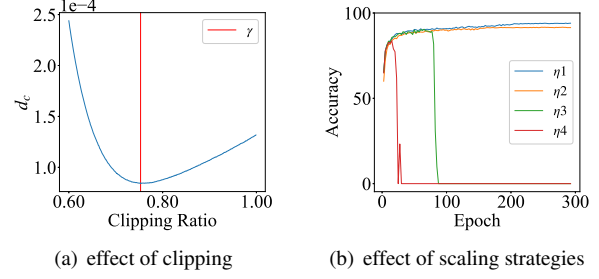 1e−4
2.5
2.0
1.5
1.0
d_c
γ
0.60
0.80
1.00
Clipping Ratio
(a) effect of clipping
100
50
0
Accuracy
η1
η2
η3
η4
0
100
200
300
Epoch
(b) effect of scaling strategies